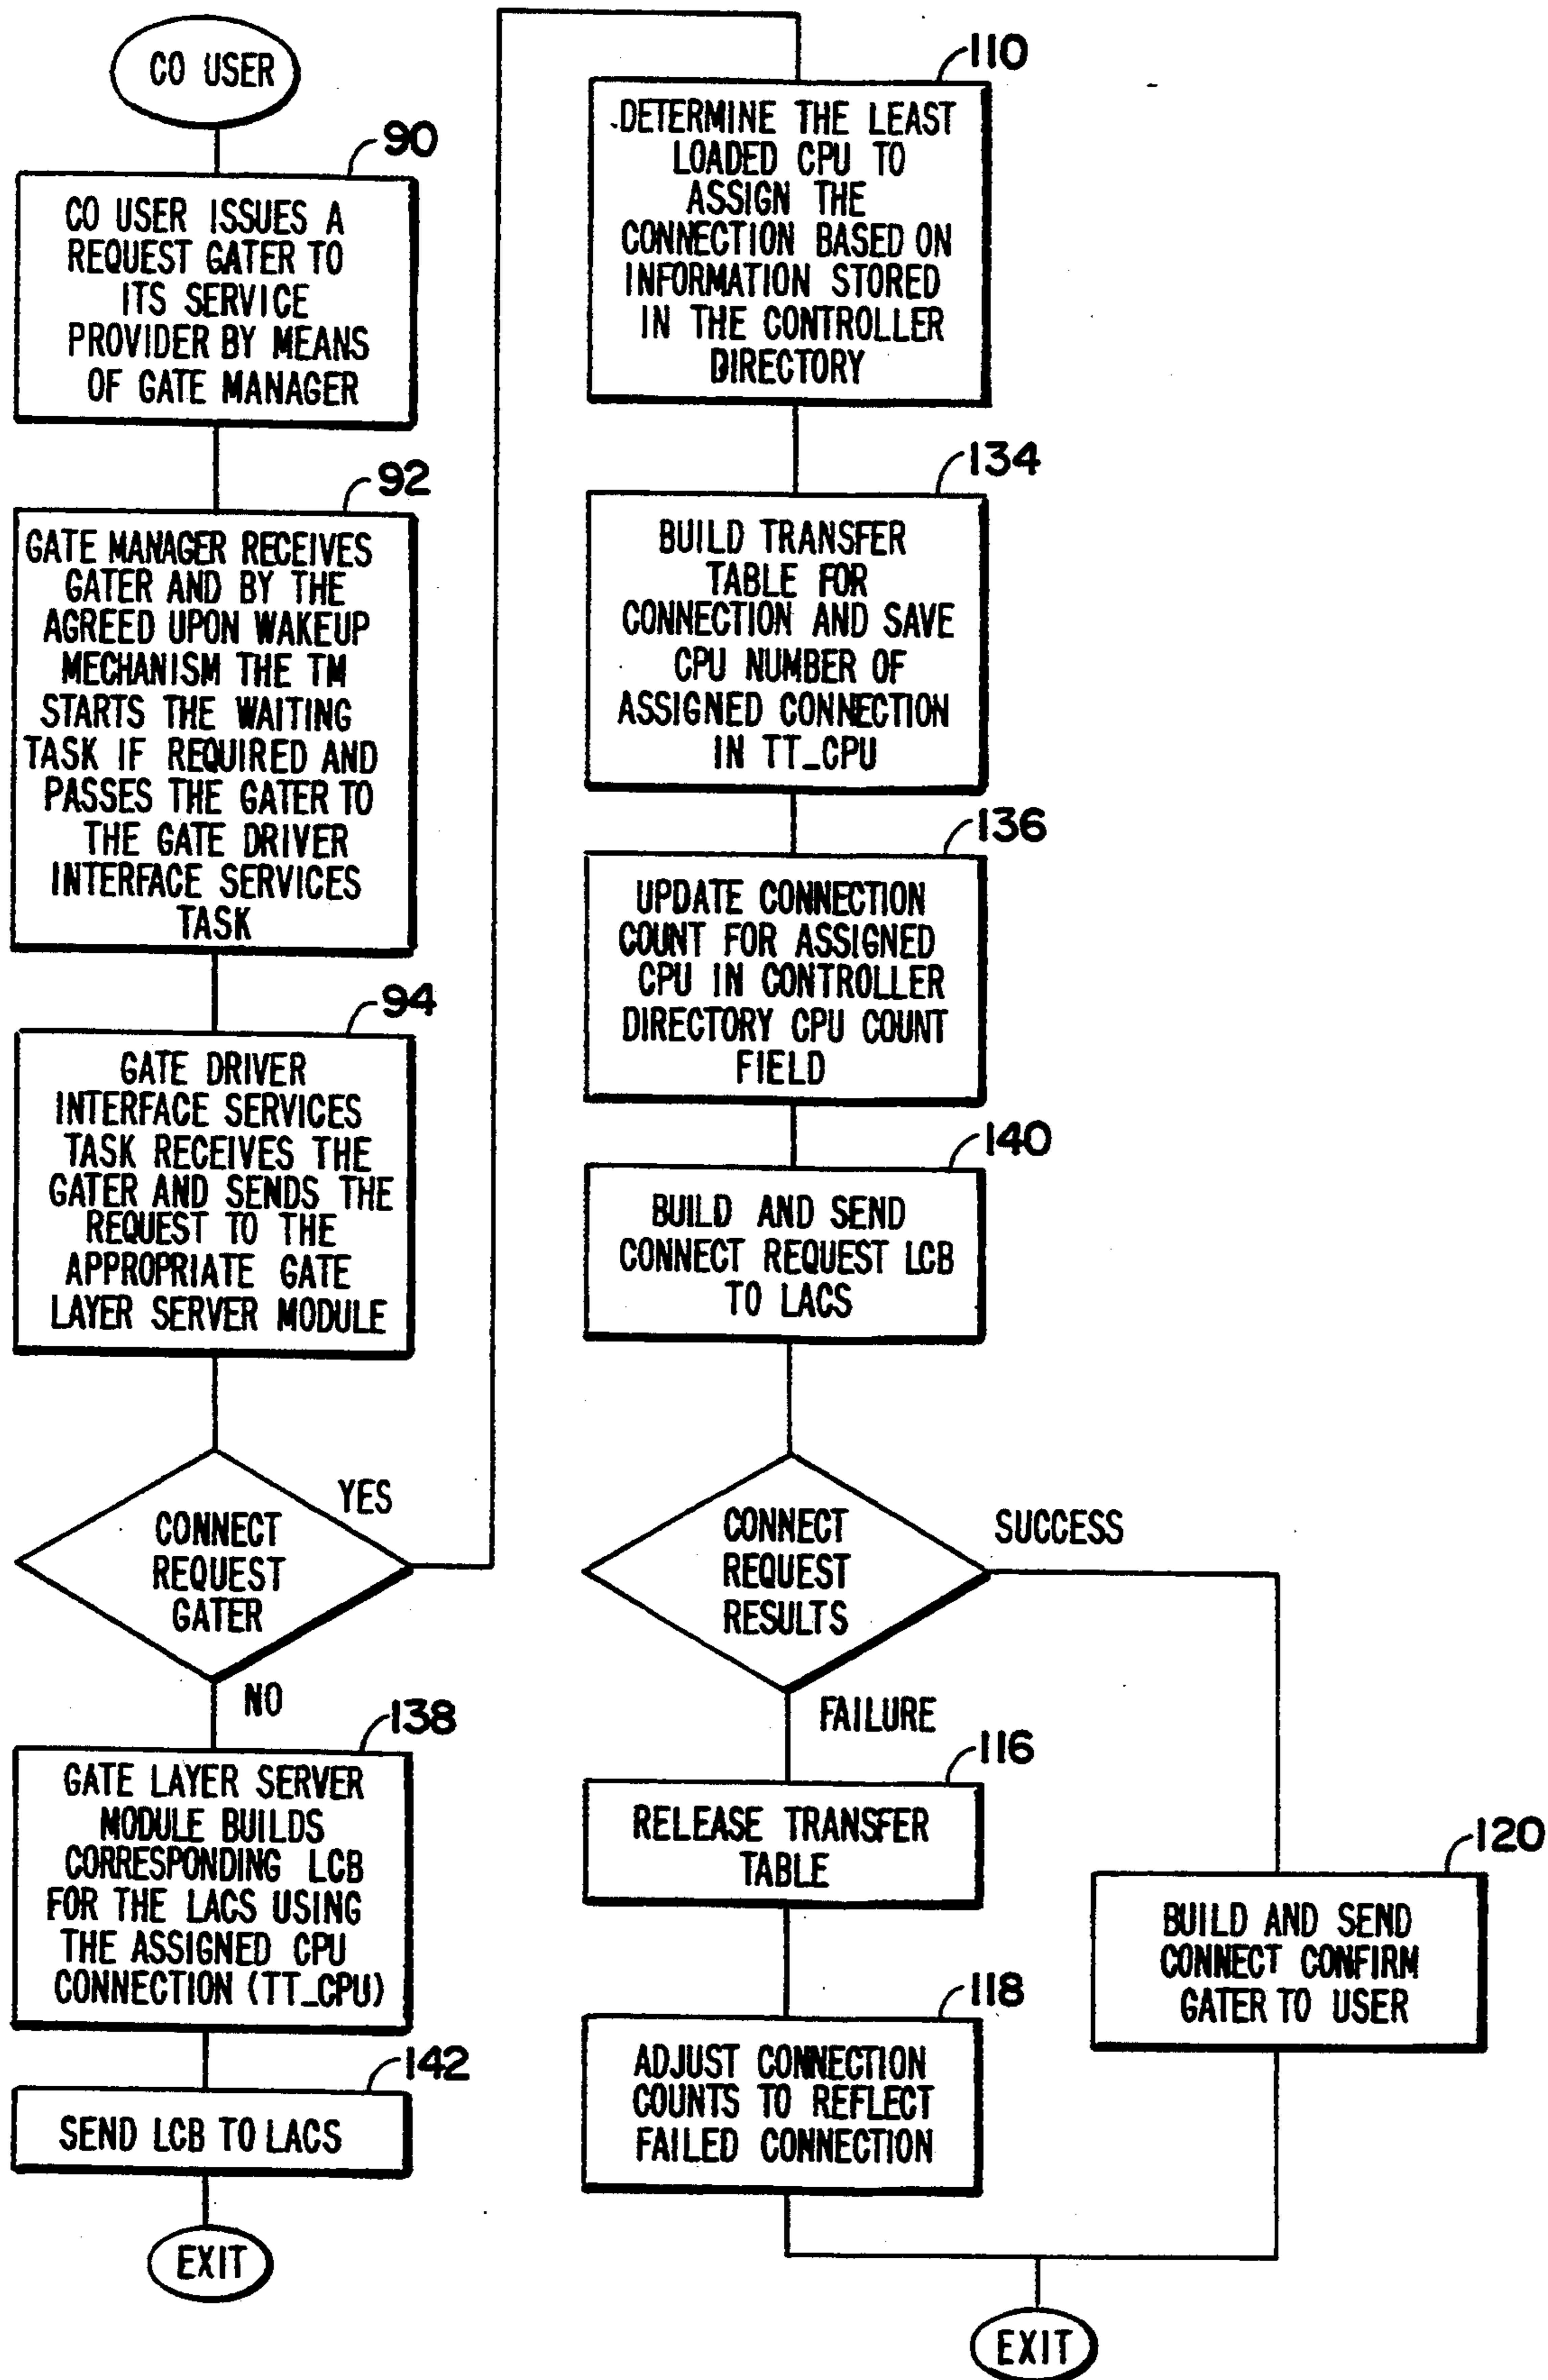 CO USER
90
CO USER ISSUES A
REQUEST GATER TO
ITS SERVICE
PROVIDER BY MEANS
OF GATE MANAGER
92
GATE MANAGER RECEIVES
GATER AND BY THE
AGREED UPON WAKEUP
MECHANISM THE TM
STARTS THE WAITING
TASK IF REQUIRED AND
PASSES THE GATER TO
THE GATE DRIVER
INTERFACE SERVICES
TASK
94
GATE DRIVER
INTERFACE SERVICES
TASK RECEIVES THE
GATER AND SENDS THE
REQUEST TO THE
APPROPRIATE GATE
LAYER SERVER MODULE
CONNECT
REQUEST
GATER
YES
NO
138
GATE LAYER SERVER
MODULE BUILDS
CORRESPONDING LCB
FOR THE LACS USING
THE ASSIGNED CPU
CONNECTION (TT_CPU)
142
SEND LCB TO LACS
EXIT
110
DETERMINE THE LEAST
LOADED CPU TO
ASSIGN THE
CONNECTION BASED ON
INFORMATION STORED
IN THE CONTROLLER
DIRECTORY
134
BUILD TRANSFER
TABLE FOR
CONNECTION AND SAVE
CPU NUMBER OF
ASSIGNED CONNECTION
IN TT_CPU
136
UPDATE CONNECTION
COUNT FOR ASSIGNED
CPU IN CONTROLLER
DIRECTORY CPU COUNT
FIELD
140
BUILD AND SEND
CONNECT REQUEST LCB
TO LACS
CONNECT
REQUEST
RESULTS
SUCCESS
FAILURE
116
RELEASE TRANSFER
TABLE
118
ADJUST CONNECTION
COUNTS TO REFLECT
FAILED CONNECTION
120
BUILD AND SEND
CONNECT CONFIRM
GATER TO USER
EXIT